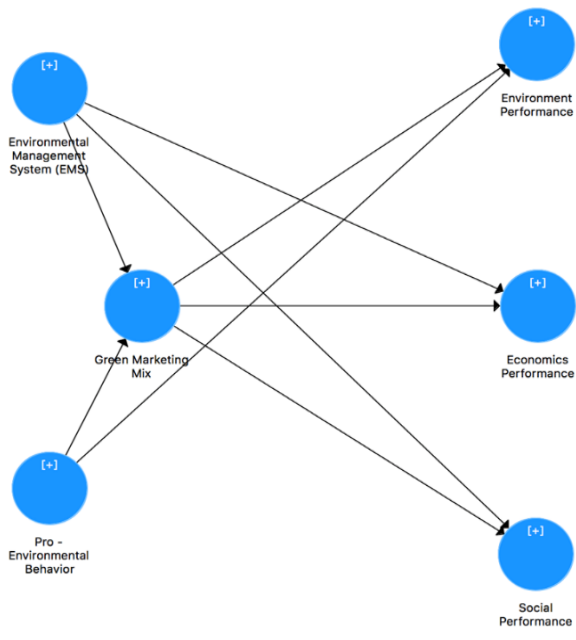 [+]
Environment
Performance
[+]
Environmental
Management
System (EMS)
[+]
Green Marketing
Mix
[+]
Economics
Performance
[+]
Pro -
Environmental
Behavior
[+]
Social
Performance